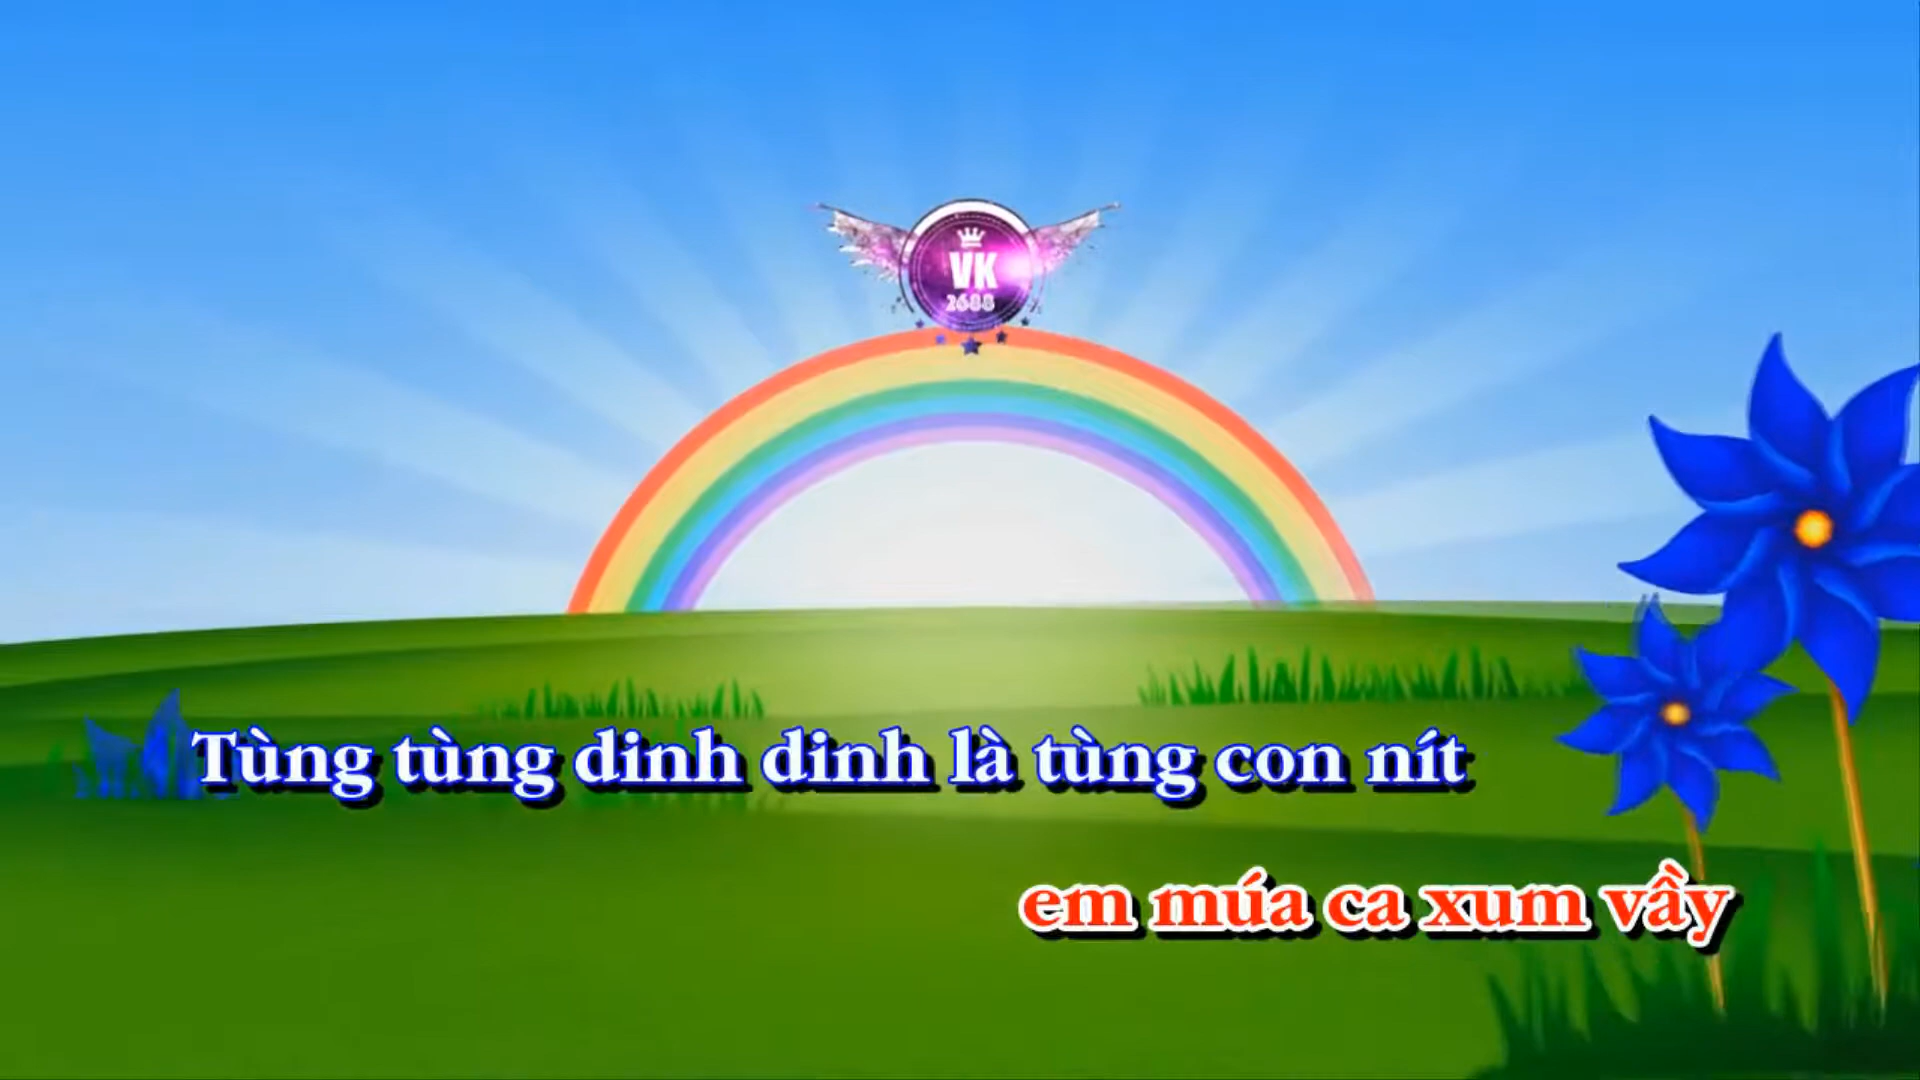 VK
2688
Tùng tùng dinh dinh là tùng con nít
em múa ca xum vầy